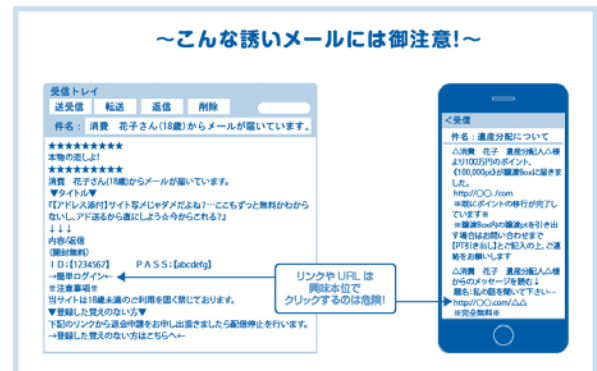 ～こんな誘いメールには御注意!～
受信トレイ
送受信 転送 返信 削除
件名： 消費 花子さん(18歳)からメールが届いています。
★★★★★★★★★
本物の恋しよ!
★★★★★★★★★
消費 花子さん(18歳)からメールが届いています。
▼タイトル▼
『【アドレス添付】サイト写メじゃダメだよね?…ここもずっと無料かわから
ないし、アド送るから直にしよう☆今からこれる?』
↓↓↓
内容/返信
(開封無料)
ID:【1234567】 PASS:【abcdefg】
→簡単ログイン←
※注意事項※
当サイトは18歳未満のご利用を固く禁じております。
▼登録した覚えのない方▼
下記のリンクから退会申請をお申し出頂きましたら配信停止を行います。
→登録した覚えのない方はこちらへ←
リンクや URL は
興味本位で
クリックするのは危険!
＜受信
件名：遺産分配について
△消費 花子 遺産分配人△様
より100万円のポイント、
《100,000pt》が譲渡Boxに届きま
した。
http://〇〇./com
※既にポイントの移行が完了し
ています※
※譲渡Box内の譲渡ptを引き出
す場合はお問い合わせまで
【PT引き出し】とご記入の上、ご連
絡をお願いします
△消費 花子 遺産分配人△様
からのメッセージを読む↓
題名:私の話を聞いて下さい…
http://〇〇.com/△△
※完全無料※